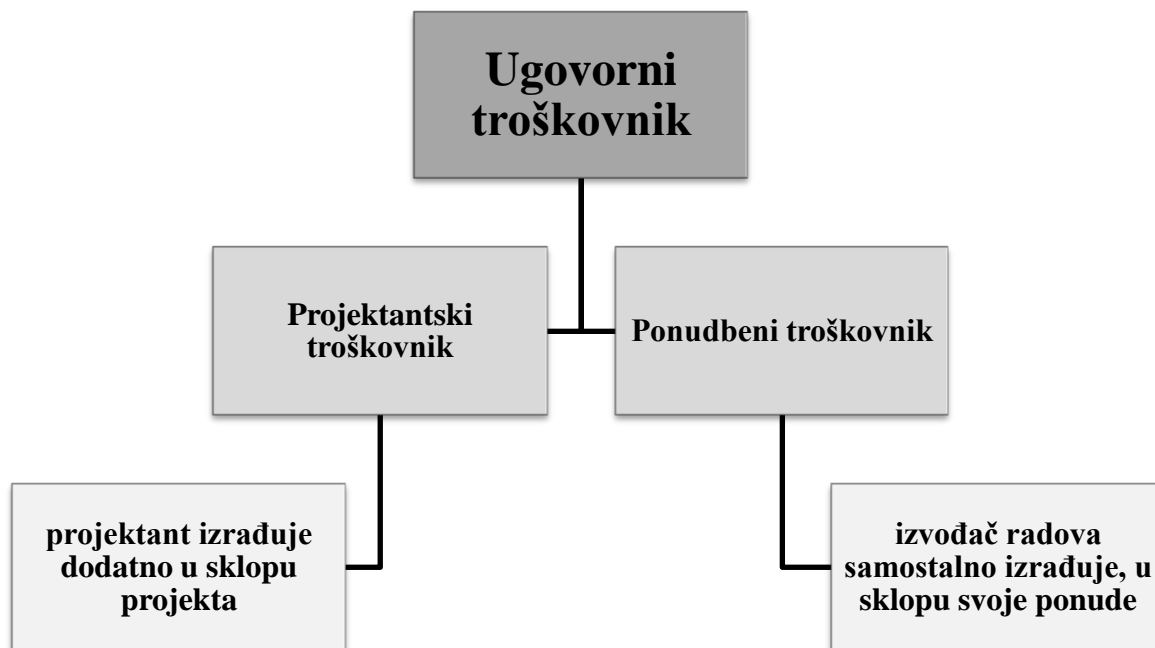 Ugovorni
troškovnik
Projektantski
troškovnik
Ponudbeni troškovnik
projektant izrađuje
dodatno u sklopu
projekta
izvođač radova
samostalno izrađuje, u
sklopu svoje ponude